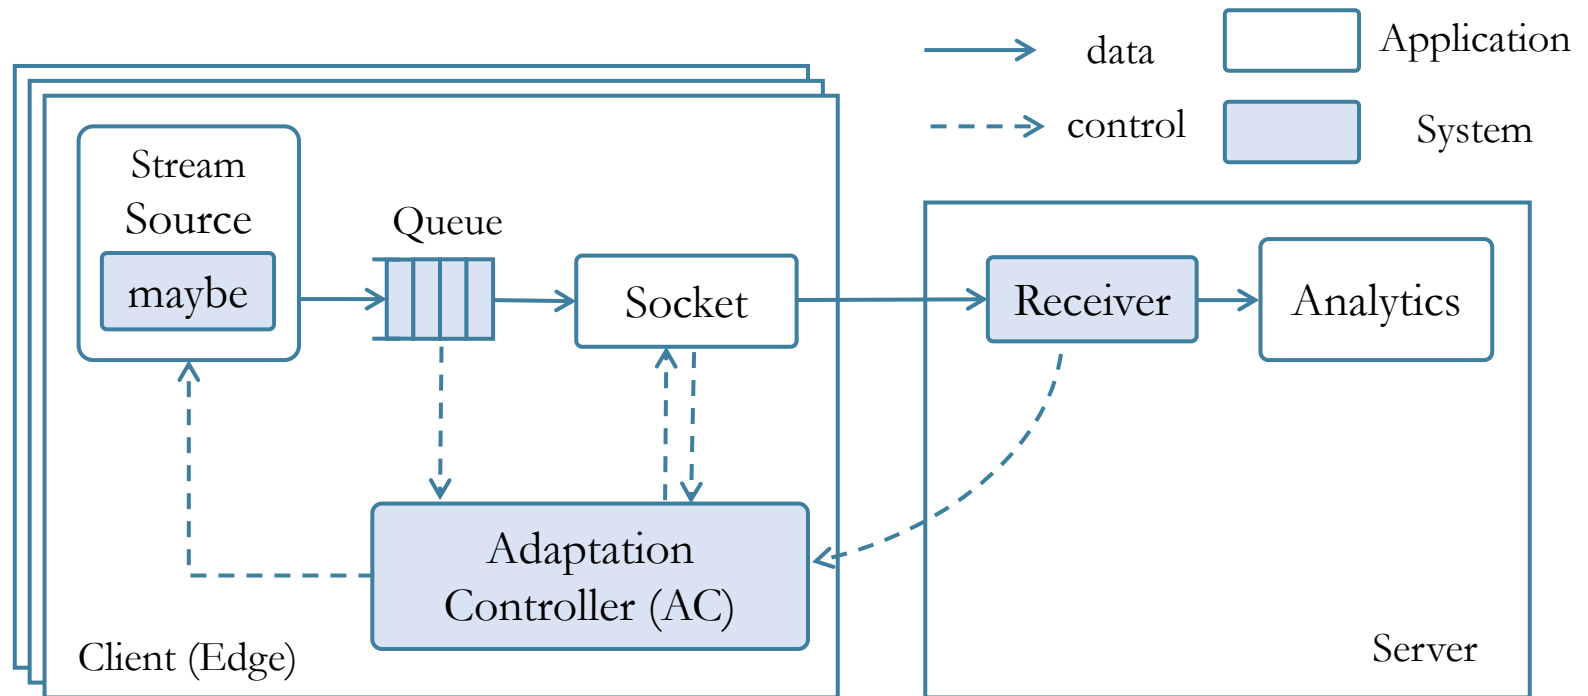 data
Application
control
System
Stream
Source
maybe
Queue
Socket
Receiver
Analytics
Adaptation
Controller (AC)
Client (Edge)
Server